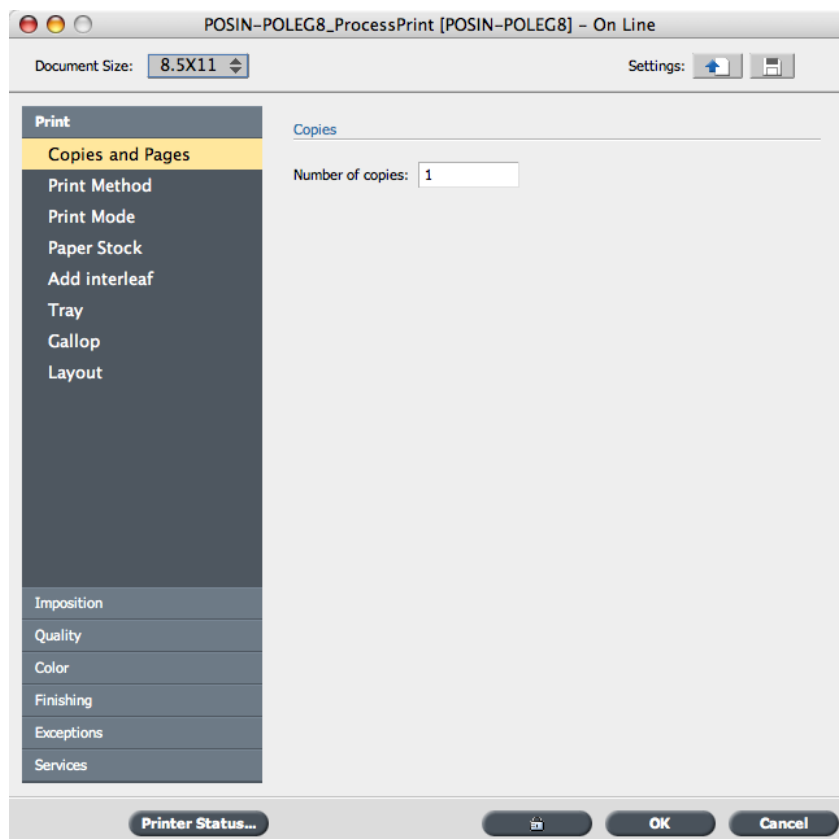 POSIN-POLEG8_ProcessPrint [POSIN-POLEG8] - On Line
Document Size: 8.5X11 Settings:
Print
Copies and Pages
Print Method
Print Mode
Paper Stock
Add interleaf
Tray
Gallop
Layout
Imposition
Quality
Color
Finishing
Exceptions
Services
Copies
Number of copies: 1
Printer Status... OK Cancel